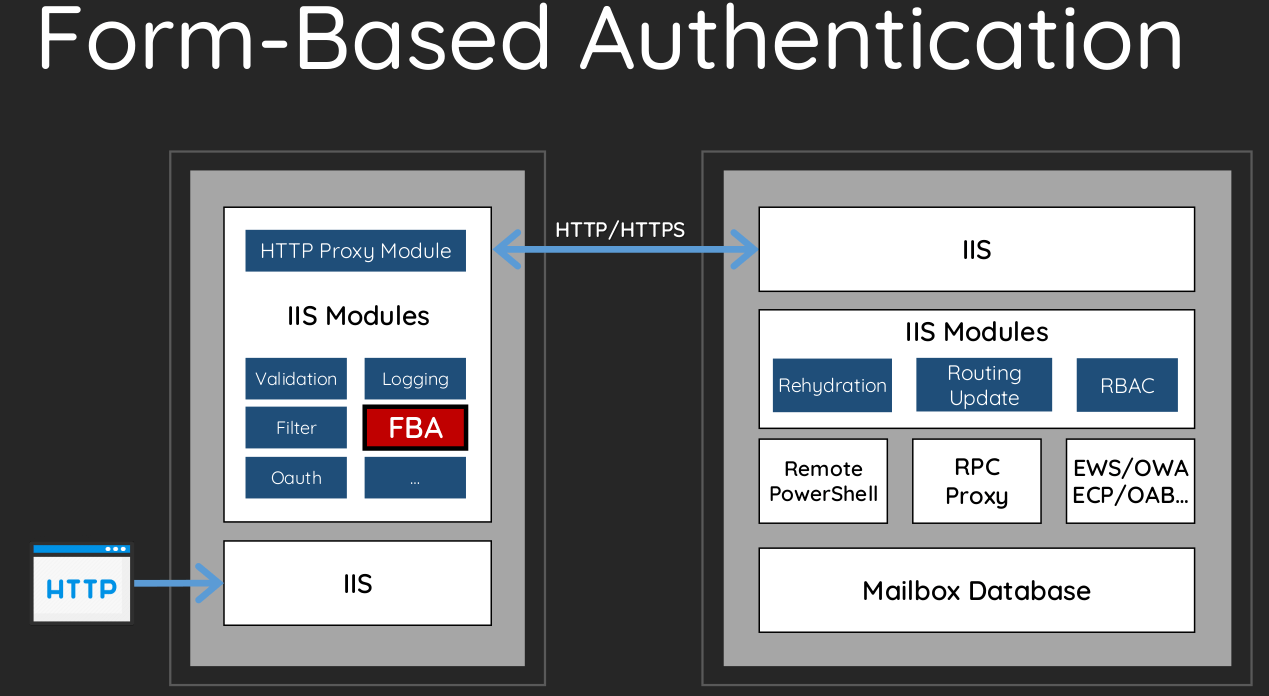 Form-Based Authentication
HTTP Proxy Module
IIS Modules
Validation
Logging
Filter
FBA
Oauth
...
IIS
HTTP
HTTP/HTTPS
IIS
IIS Modules
Rehydration
Routing
Update
RBAC
Remote
PowerShell
RPC
Proxy
EWS/OWA
ECP/OAB...
Mailbox Database